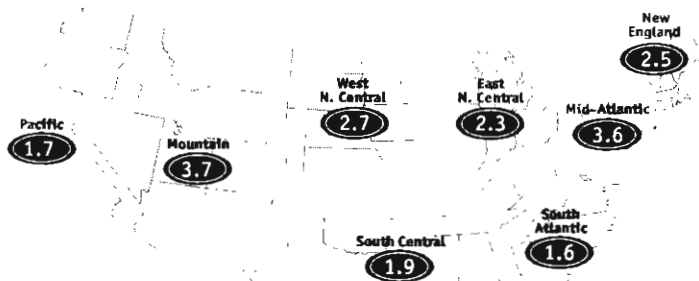 New
England
2.5
West
N. Central
2.7
East
N. Central
2.3
Mid-Atlantic
3.6
Pacific
1.7
Mountain
3.7
South
Atlantic
1.6
South Central
1.9